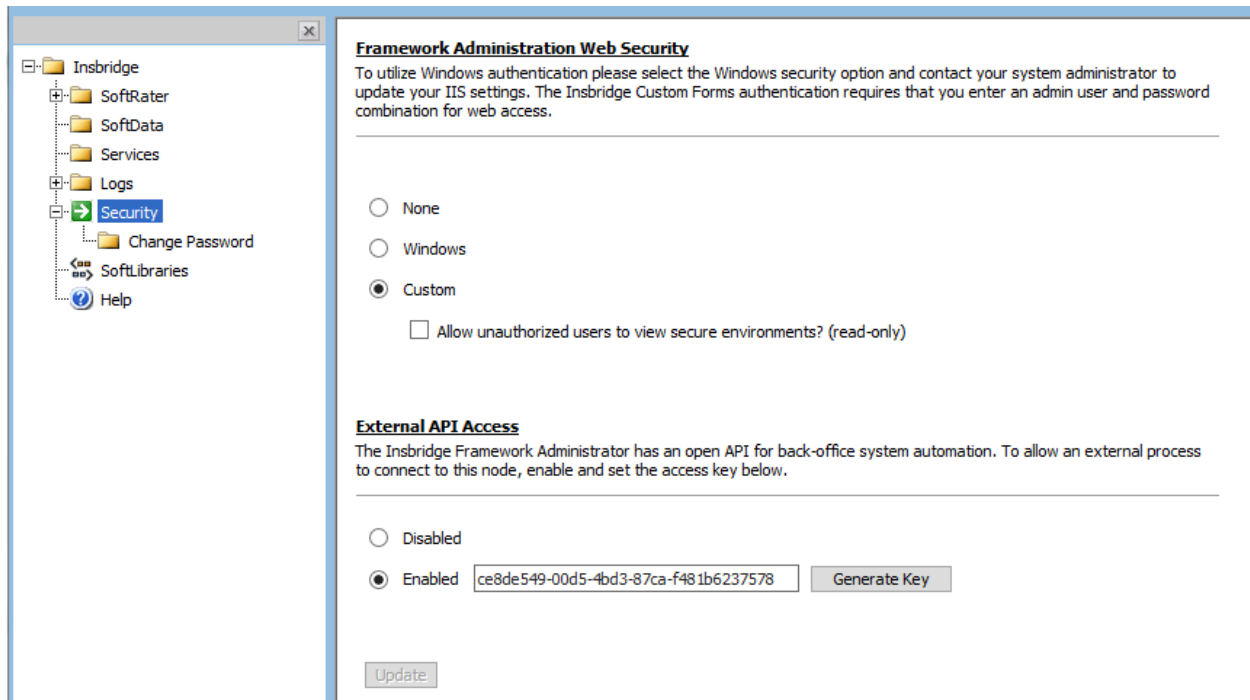 Insbridge
SoftRater
SoftData
Services
Logs
Security
Change Password
SoftLibraries
Help
Framework Administration Web Security
To utilize Windows authentication please select the Windows security option and contact your system administrator to
update your IIS settings. The Insbridge Custom Forms authentication requires that you enter an admin user and password
combination for web access.
None
Windows
Custom
Allow unauthorized users to view secure environments? (read-only)
External API Access
The Insbridge Framework Administrator has an open API for back-office system automation. To allow an external process
to connect to this node, enable and set the access key below.
Disabled
Enabled ce8de549-00d5-4bd3-87ca-f481b6237578 Generate Key
Update